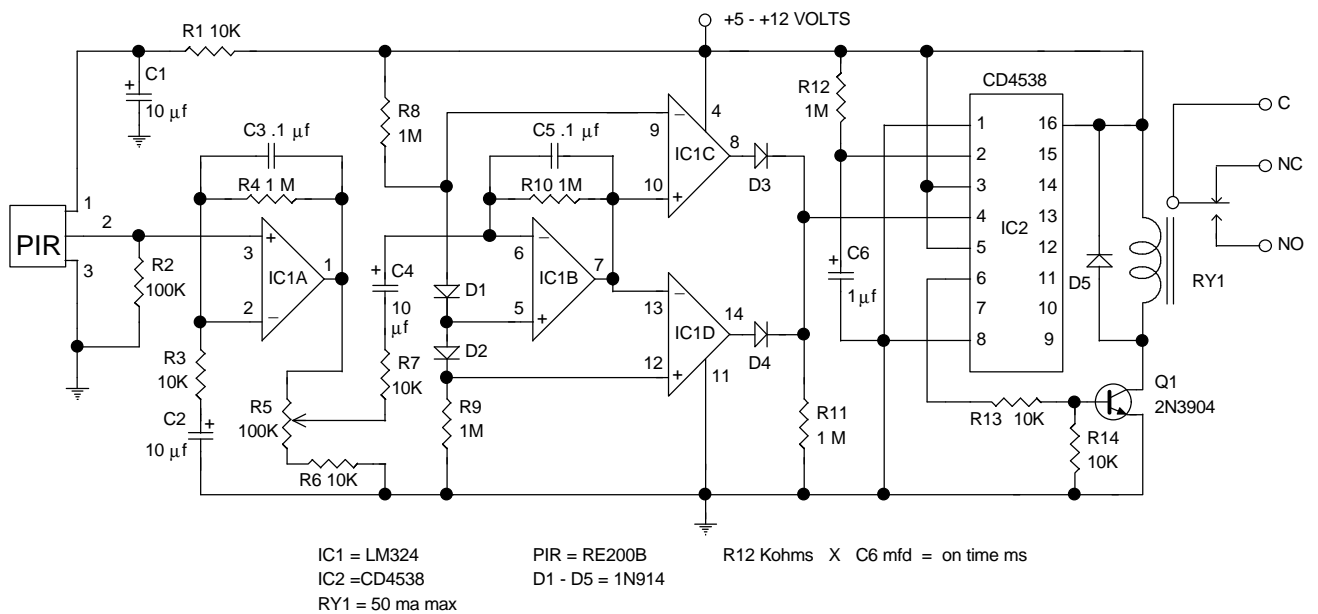 +5 - +12 VOLTS
R1 10K
C1
+
10 µf
R8
1M
C3 .1 µf
R4 1 M
C5 .1 µf
R10 1M
4
9
8
IC1C
10
+
−
D3
R12
1M
CD4538
1
2
3
4
5
6
7
8
16
15
14
13
12
11
10
9
IC2
C
NC
NO
RY1
D5
PIR
1
2
3
R2
100K
3
+
IC1A
1
2
−
C4
+
10
µf
D1
D2
6
−
IC1B
7
5
+
13
−
IC1D
14
12
+
11
D4
C6
+
1µf
R3
10K
C2
+
10 µf
R5
100K
R6 10K
R7
10K
R9
1M
R11
1 M
R13 10K
R14
10K
Q1
2N3904
IC1 = LM324
PIR = RE200B
R12 Kohms X C6 mfd = on time ms
IC2 =CD4538
D1 - D5 = 1N914
RY1 = 50 ma max